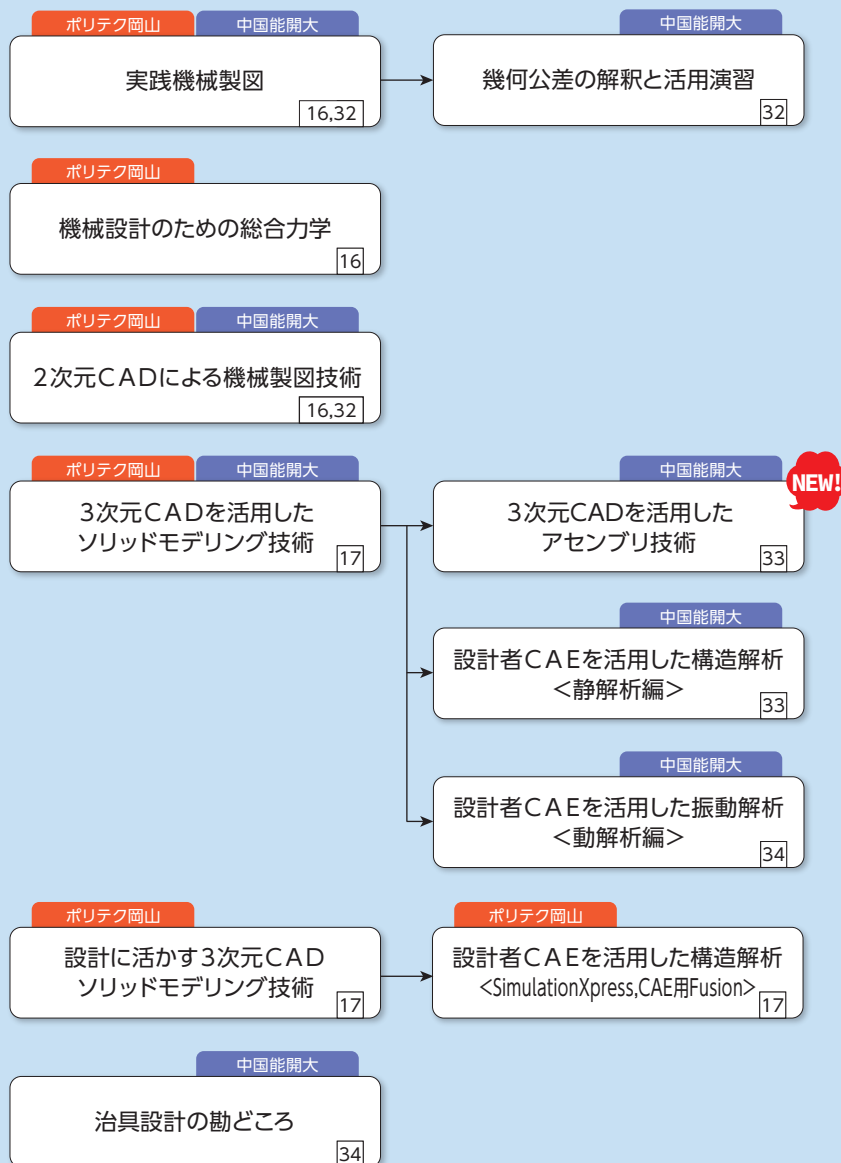 ポリテク岡山 中国能開大
実践機械製図
16,32
中国能開大
幾何公差の解釈と活用演習
32
ポリテク岡山
機械設計のための総合力学
16
ポリテク岡山 中国能開大
2次元CADによる機械製図技術
16,32
ポリテク岡山 中国能開大
3次元CADを活用した
ソリッドモデリング技術
17
中国能開大
NEW!
3次元CADを活用した
アセンブリ技術
33
中国能開大
設計者CAEを活用した構造解析
<静解析編>
33
中国能開大
設計者CAEを活用した振動解析
<動解析編>
34
ポリテク岡山
設計に活かす3次元CAD
ソリッドモデリング技術
17
ポリテク岡山
設計者CAEを活用した構造解析
<SimulationXpress,CAE用Fusion>
17
中国能開大
治具設計の勘どころ
34